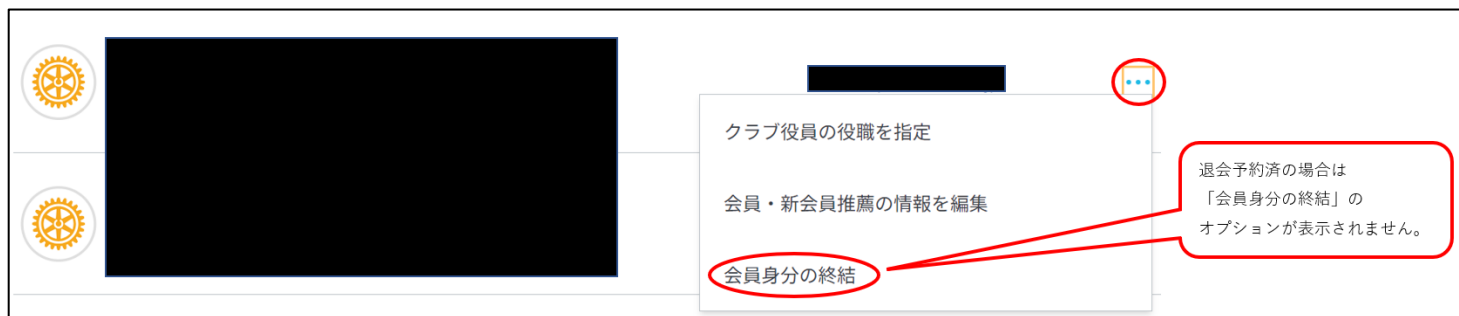 クラブ役員の役職を指定
会員・新会員推薦の情報を編集
会員身分の終結
退会予約済の場合は
「会員身分の終結」の
オプションが表示されません。